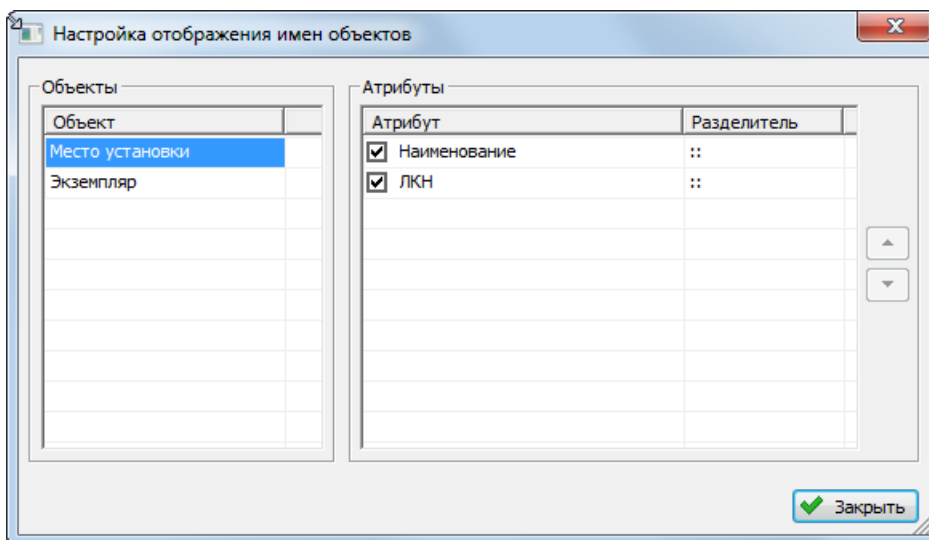 Настройка отображения имен объектов
Объекты
Объект
Место установки
Экземпляр
Атрибуты
Атрибут Разделитель
Наименование ::
ЛКН ::
Закрыть